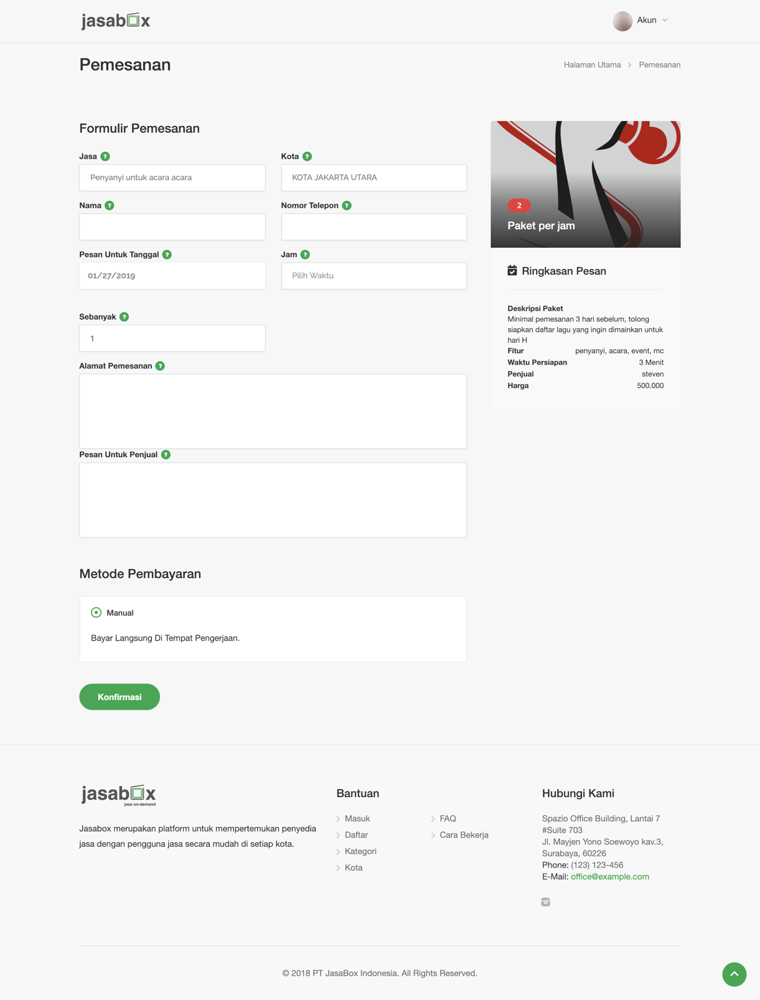 jasabox
Akun
Pemesanan
Halaman Utama
Pemesanan
Formulir Pemesanan
Jasa ?
Kota ?
Penyanyi untuk acara acara
KOTA JAKARTA UTARA
Nama ?
Nomor Telepon ?
Pesan Untuk Tanggal ?
Jam ?
01/27/2019
Pilih Waktu
Sebanyak ?
1
Alamat Pemesanan ?
Pesan Untuk Penjual ?
Metode Pembayaran
Manual
Bayar Langsung Di Tempat Pengerjaan.
Konfirmasi
2
Paket per jam
Ringkasan Pesan
Deskripsi Paket
Minimal pemesanan 3 hari sebelum, tolong
siapkan daftar lagu yang ingin dimainkan untuk
hari H
Fitur penyanyi, acara, event, mc
Waktu Persiapan 3 Menit
Penjual steven
Harga 500.000
jasabox
jasa on-demand
Jasabox merupakan platform untuk mempertemukan penyedia
jasa dengan pengguna jasa secara mudah di setiap kota.
Bantuan
Masuk
Daftar
Kategori
Kota
FAQ
Cara Bekerja
Hubungi Kami
Spazio Office Building, Lantai 7
#Suite 703
Jl. Mayjen Yono Soewoyo kav.3,
Surabaya, 60226
Phone: (123) 123-456
E-Mail: office@example.com
© 2018 PT JasaBox Indonesia. All Rights Reserved.